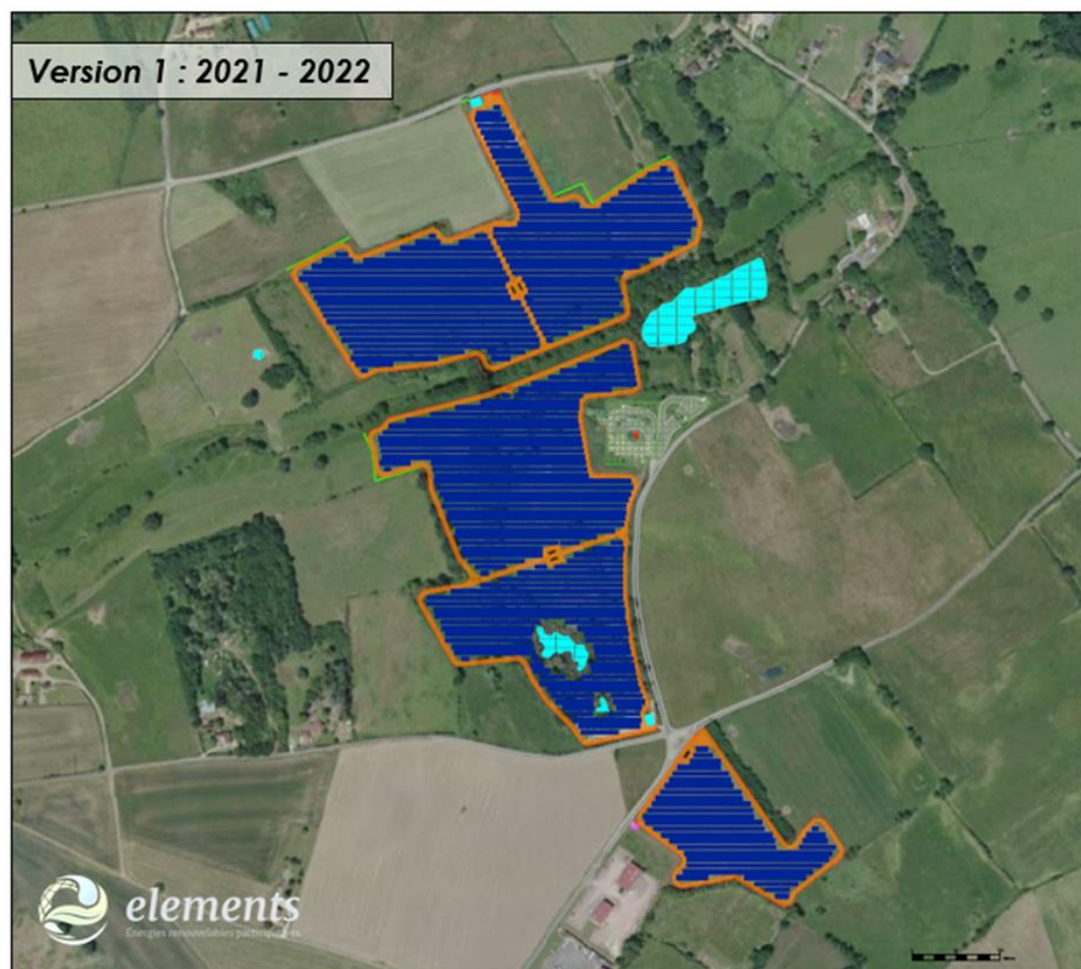 Version 1 : 2021 - 2022
elements
Énergies renouvelables participatives